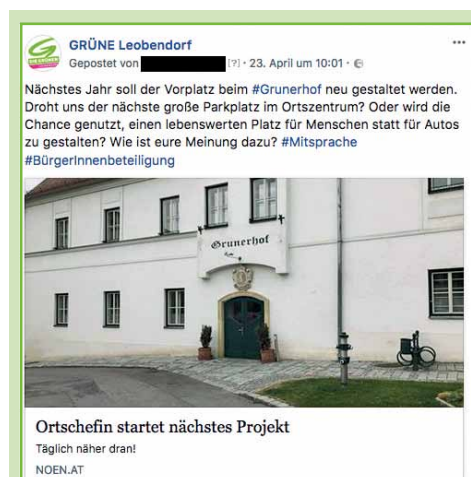 DIE GRÜNEN
GRÜNE Leobendorf
Gepostet von [?] · 23. April um 10:01 ·
Nächstes Jahr soll der Vorplatz beim #Grunerhof neu gestaltet werden.
Droht uns der nächste große Parkplatz im Ortszentrum? Oder wird die
Chance genutzt, einen lebenswerten Platz für Menschen statt für Autos
zu gestalten? Wie ist eure Meinung dazu? #Mitsprache
#BürgerInnenbeteiligung
Grunerhof
Ortschefin startet nächstes Projekt
Täglich näher dran!
NOEN.AT